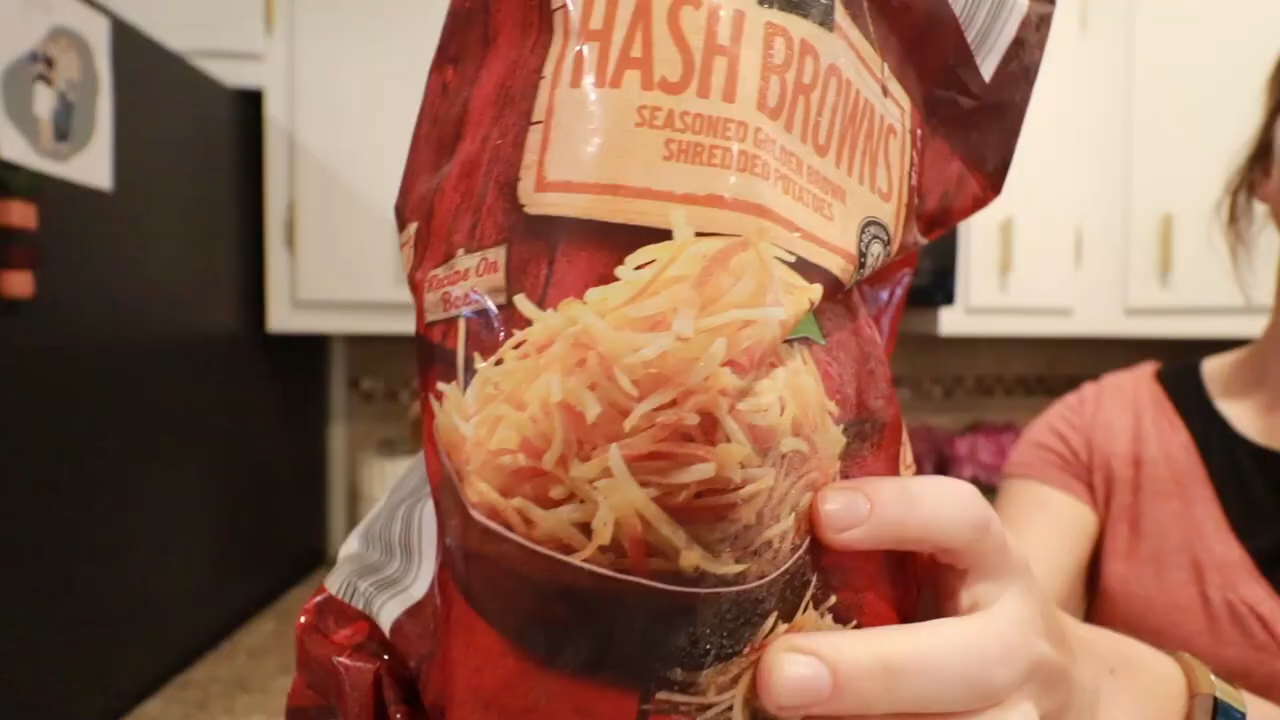 HASH BROWNS
SEASONED GOLDEN BROWN
SHREDDED POTATOES
Recipe On
Back